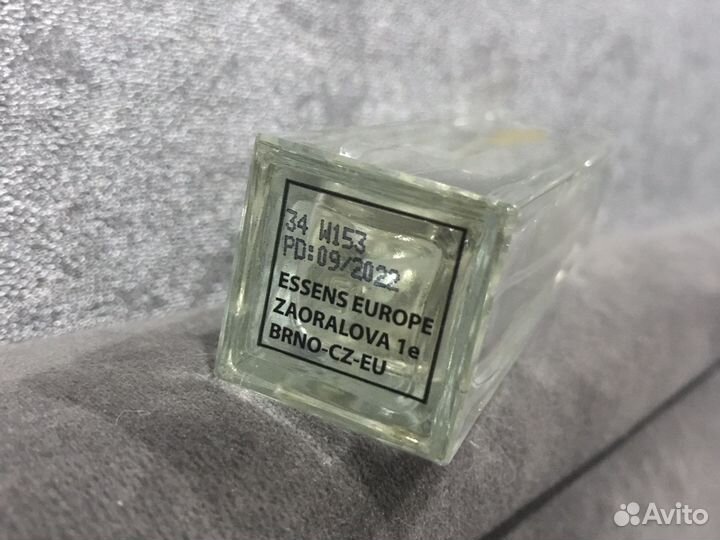 34 W153
PD:09/2022
ESSENS EUROPE
ZAORALOVA 1e
BRNO-CZ-EU
Avito